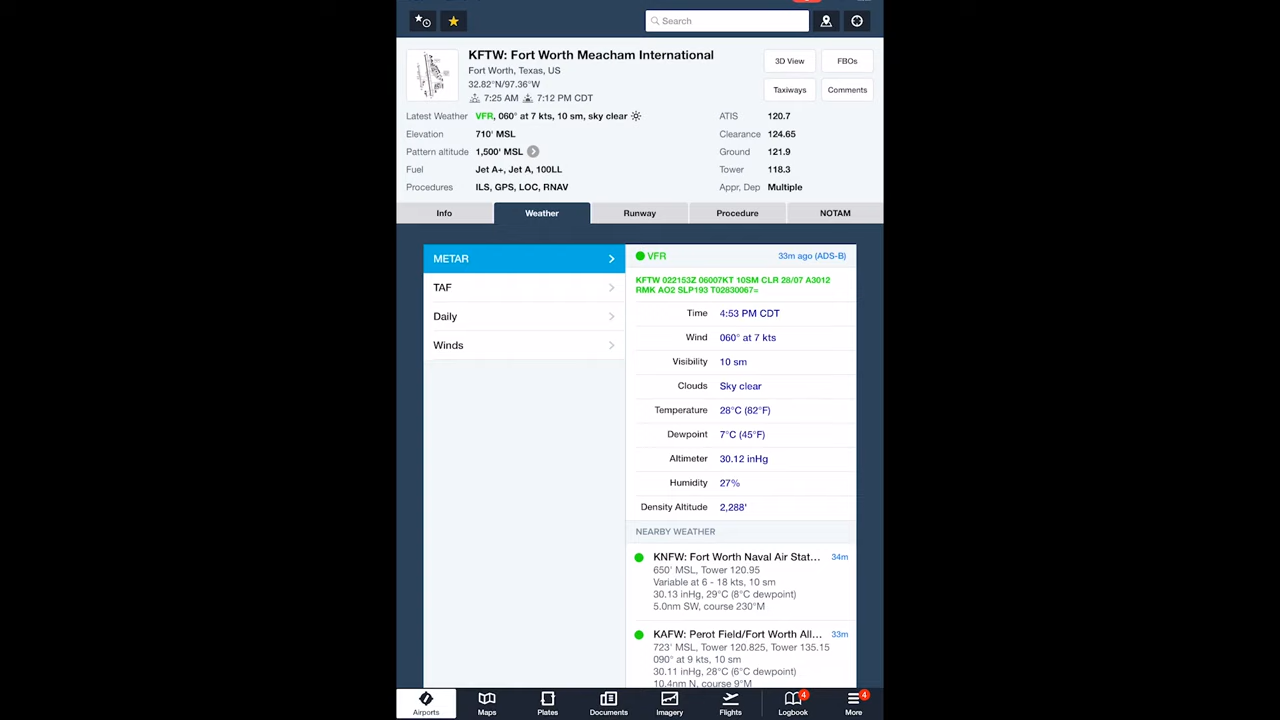 Search
KFTW: Fort Worth Meacham International
Fort Worth, Texas, US
32.82°N/97.36°W
7:25 AM 7:12 PM CDT
3D View FBOs
Taxiways Comments
Latest Weather VFR, 060° at 7 kts, 10 sm, sky clear
Elevation 710' MSL
Pattern altitude 1,500' MSL
Fuel Jet A+, Jet A, 100LL
Procedures ILS, GPS, LOC, RNAV
ATIS 120.7
Clearance 124.65
Ground 121.9
Tower 118.3
Appr, Dep Multiple
Info Weather Runway Procedure NOTAM
METAR
TAF
Daily
Winds
VFR 33m ago (ADS-B)
KFTW 022153Z 06007KT 10SM CLR 28/07 A3012
RMK AO2 SLP193 T02830067=
Time 4:53 PM CDT
Wind 060° at 7 kts
Visibility 10 sm
Clouds Sky clear
Temperature 28°C (82°F)
Dewpoint 7°C (45°F)
Altimeter 30.12 inHg
Humidity 27%
Density Altitude 2,288'
NEARBY WEATHER
KNFW: Fort Worth Naval Air Stat... 34m
650' MSL, Tower 120.95
Variable at 6 - 18 kts, 10 sm
30.13 inHg, 29°C (8°C dewpoint)
5.0nm SW, course 230°M
KAFW: Perot Field/Fort Worth All... 33m
723' MSL, Tower 120.825, Tower 135.15
090° at 9 kts, 10 sm
30.11 inHg, 28°C (6°C dewpoint)
10.4nm N, course 9°M
4 4
Airports Maps Plates Documents Imagery Flights Logbook More